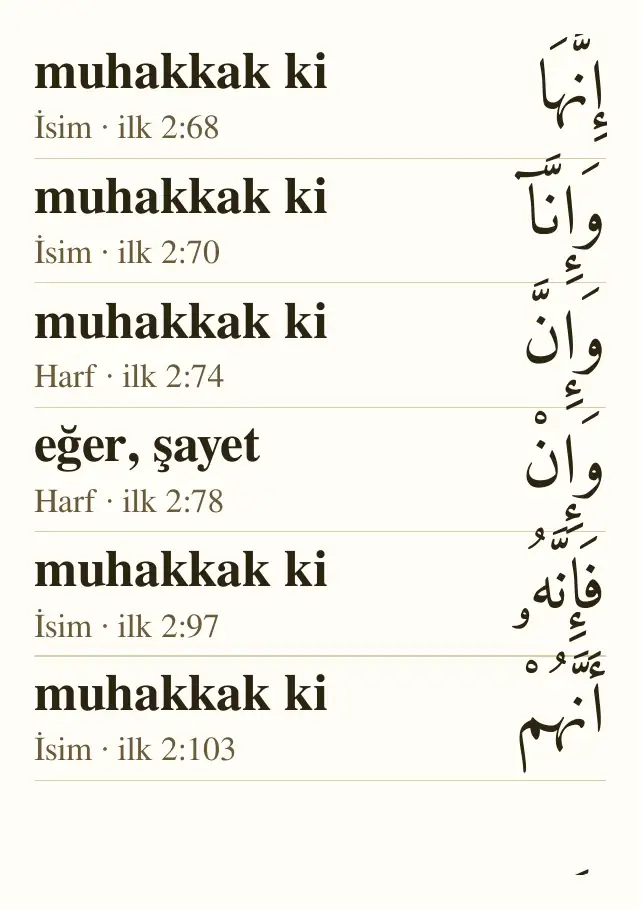 muhakkak ki إِنَّهَا
İsim · ilk 2:68
muhakkak ki وَإِنَّآ
İsim · ilk 2:70
muhakkak ki وَإِنَّ
Harf · ilk 2:74
eğer, şayet وَإِنْ
Harf · ilk 2:78
muhakkak ki فَإِنَّهُۥ
İsim · ilk 2:97
muhakkak ki أَنَّهُمْ
İsim · ilk 2:103